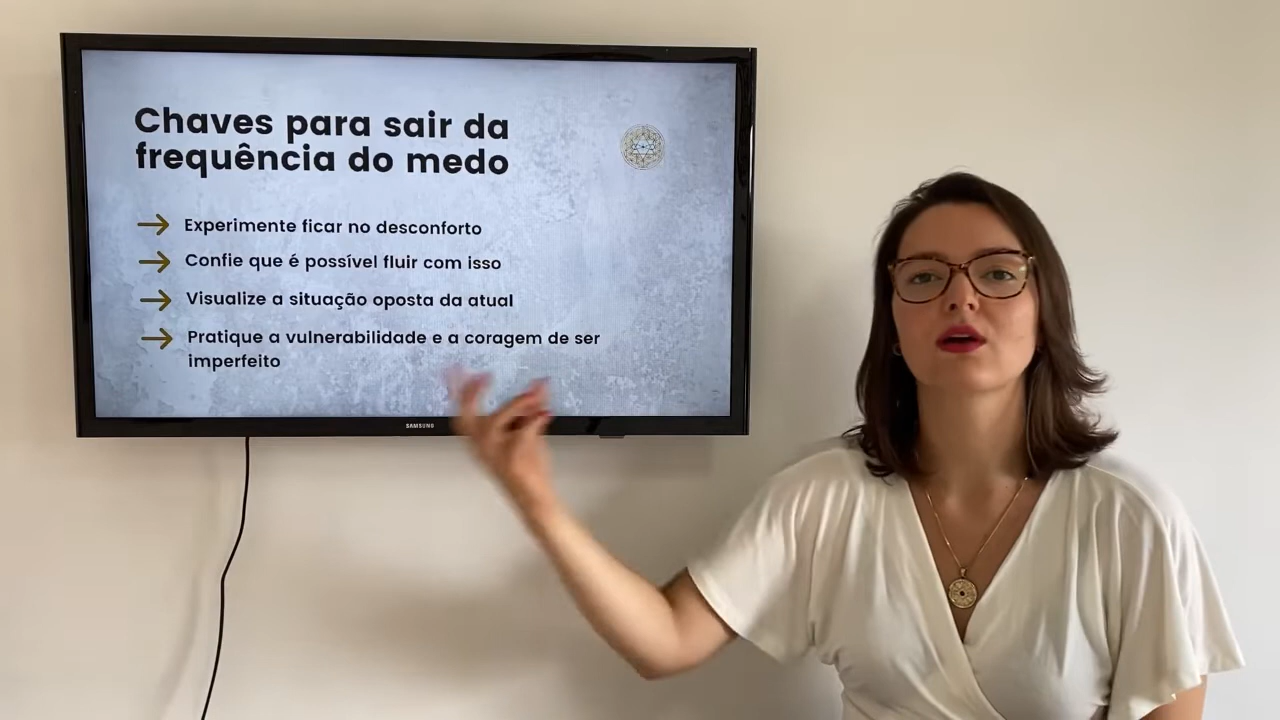 Chaves para sair da
frequência do medo
Experimente ficar no desconforto
Confie que é possível fluir com isso
Visualize a situação oposta da atual
Pratique a vulnerabilidade e a coragem de ser
imperfeito
SAMSUNG